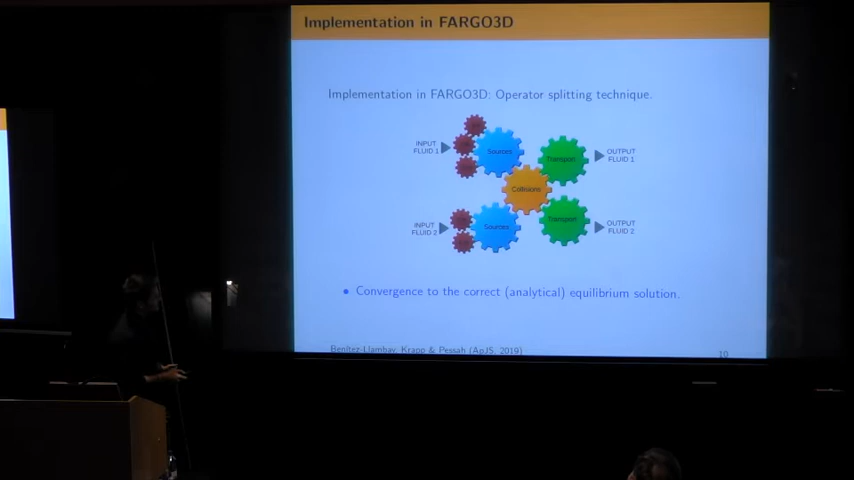 Implementation in FARGO3D
Implementation in FARGO3D: Operator splitting technique.
INPUT
FLUID 1
Sources
Transport
OUTPUT
FLUID 1
Collisions
INPUT
FLUID 2
Sources
Transport
OUTPUT
FLUID 2
• Convergence to the correct (analytical) equilibrium solution.
Benítez-Llambay, Krapp & Pessah (ApJS, 2019)
10